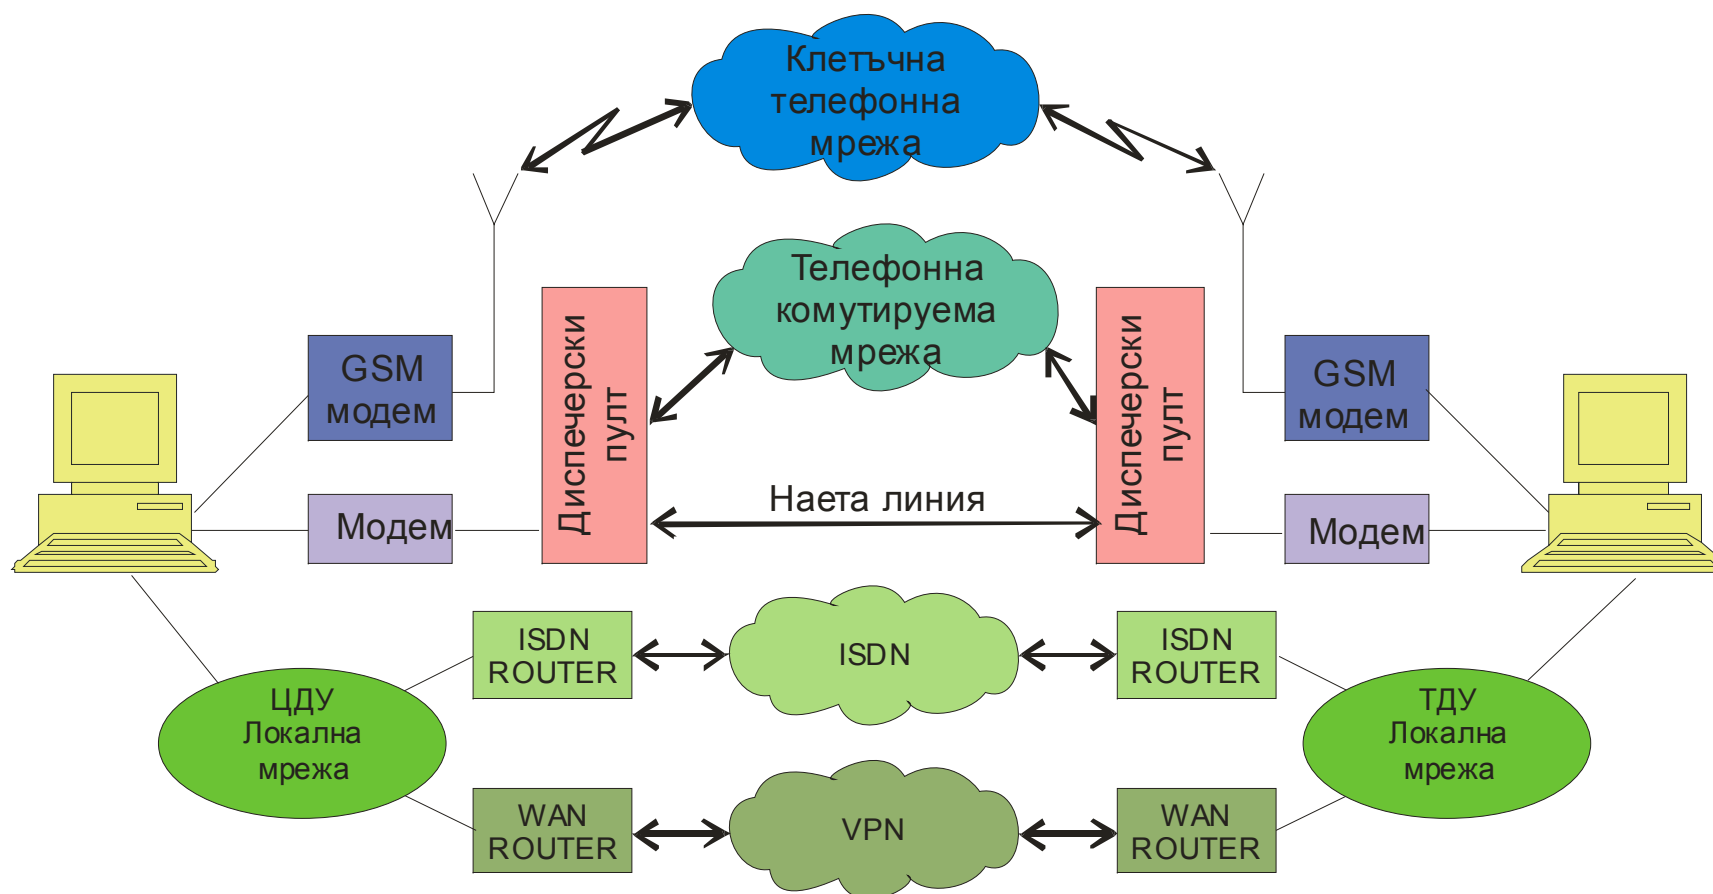 Клетъчна
телефонна
мрежа
Телефонна
комутируема
мрежа
GSM
модем
Диспечерски
пулт
Диспечерски
пулт
GSM
модем
Модем
Наета линия
Модем
ISDN
ROUTER
ISDN
ISDN
ROUTER
ЦДУ
Локална
мрежа
ТДУ
Локална
мрежа
WAN
ROUTER
VPN
WAN
ROUTER